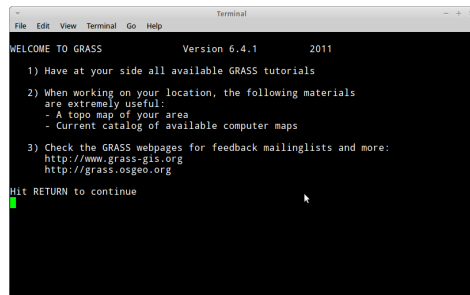 Terminal
File Edit View Terminal Go Help
WELCOME TO GRASS Version 6.4.1 2011
1) Have at your side all available GRASS tutorials
2) When working on your location, the following materials
are extremely useful:
- A topo map of your area
- Current catalog of available computer maps
3) Check the GRASS webpages for feedback mailinglists and more:
http://www.grass-gis.org
http://grass.osgeo.org
Hit RETURN to continue